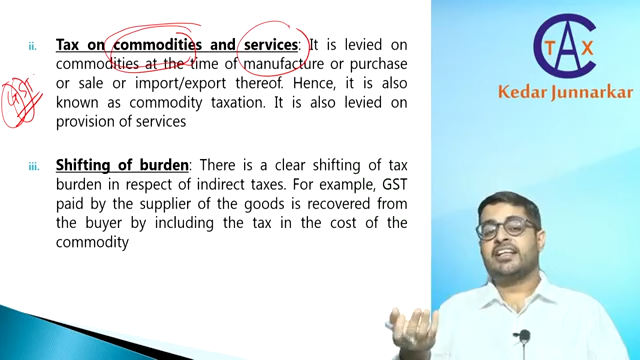 ii. Tax on commodities and services: It is levied on
commodities at the time of manufacture or purchase
or sale or import/export thereof. Hence, it is also
known as commodity taxation. It is also levied on
provision of services
GST
iii. Shifting of burden: There is a clear shifting of tax
burden in respect of indirect taxes. For example, GST
paid by the supplier of the goods is recovered from
the buyer by including the tax in the cost of the
commodity
CA
TAX
Kedar Junnarkar